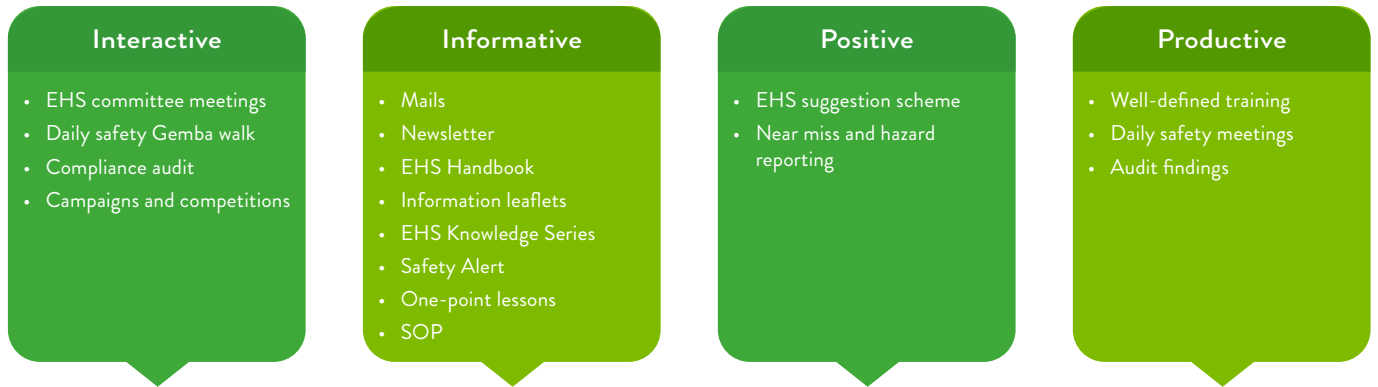 Interactive
• EHS committee meetings
• Daily safety Gemba walk
• Compliance audit
• Campaigns and competitions
Informative
• Mails
• Newsletter
• EHS Handbook
• Information leaflets
• EHS Knowledge Series
• Safety Alert
• One-point lessons
• SOP
Positive
• EHS suggestion scheme
• Near miss and hazard
reporting
Productive
• Well-defined training
• Daily safety meetings
• Audit findings